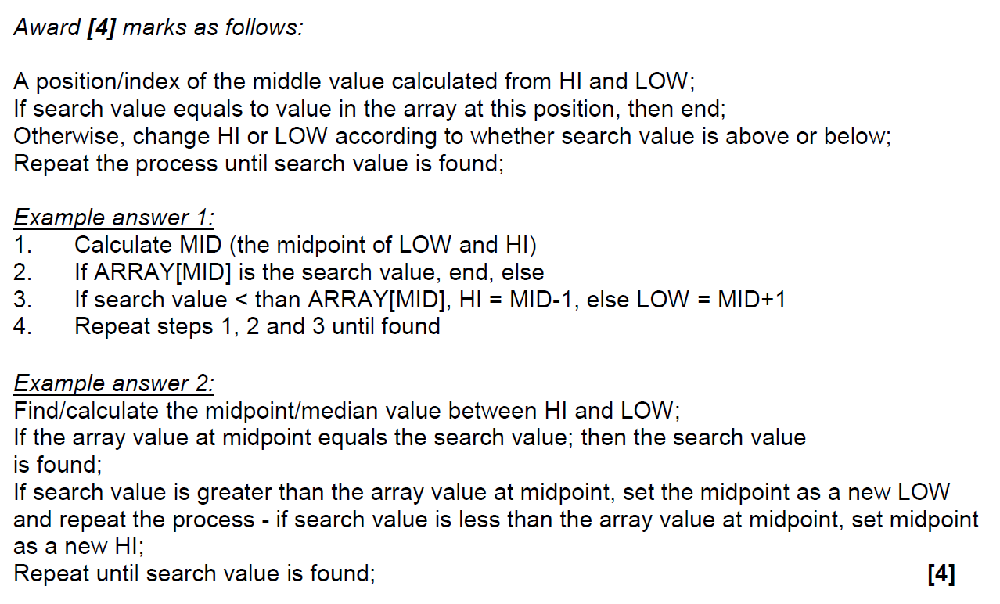 Award [4] marks as follows:
A position/index of the middle value calculated from HI and LOW;
If search value equals to value in the array at this position, then end;
Otherwise, change HI or LOW according to whether search value is above or below;
Repeat the process until search value is found;
Example answer 1:
1. Calculate MID (the midpoint of LOW and HI)
2. If ARRAY[MID] is the search value, end, else
3. If search value < than ARRAY[MID], HI = MID-1, else LOW = MID+1
4. Repeat steps 1, 2 and 3 until found
Example answer 2:
Find/calculate the midpoint/median value between HI and LOW;
If the array value at midpoint equals the search value; then the search value
is found;
If search value is greater than the array value at midpoint, set the midpoint as a new LOW
and repeat the process - if search value is less than the array value at midpoint, set midpoint
as a new HI;
Repeat until search value is found; [4]